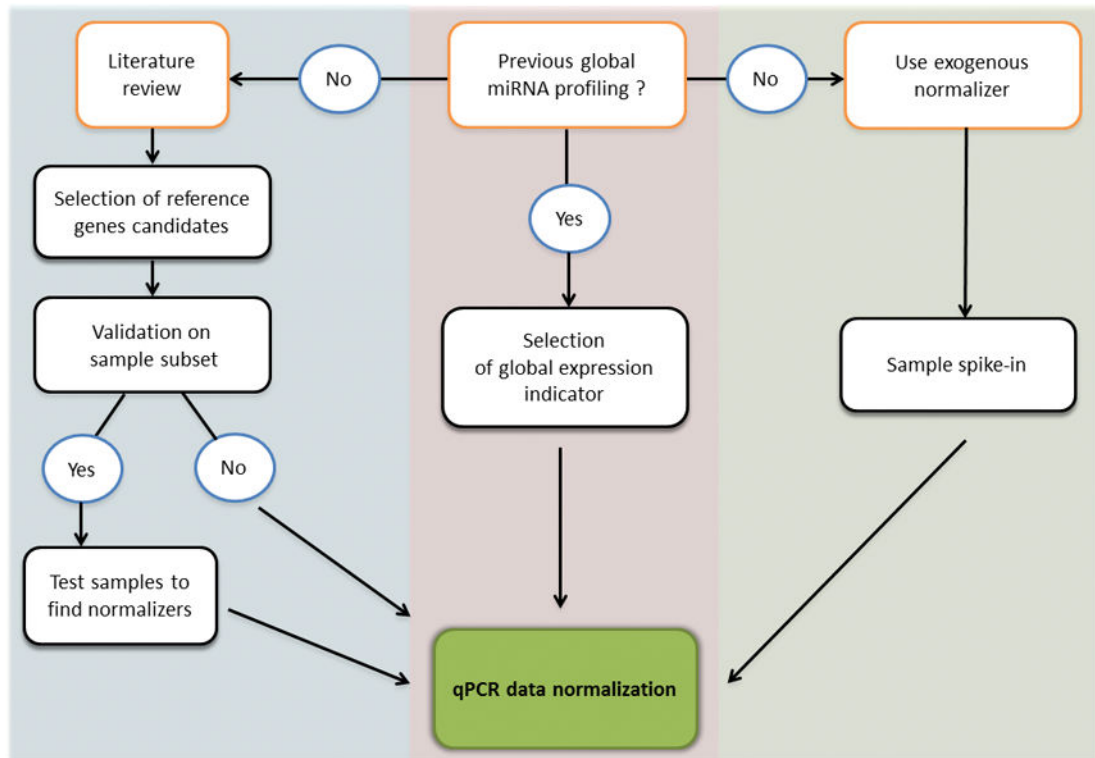 Literature
review
No
Previous global
miRNA profiling ?
No
Use exogenous
normalizer
Selection of reference
genes candidates
Yes
Validation on
sample subset
Selection
of global expression
indicator
Sample spike-in
Yes
No
Test samples to
find normalizers
qPCR data normalization